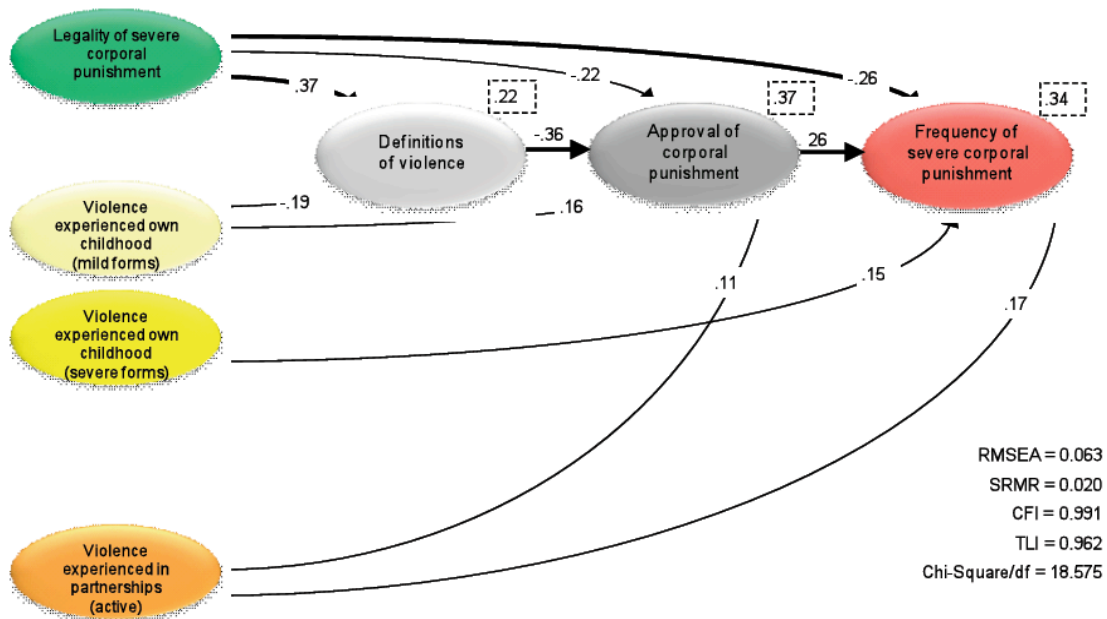 Legality of severe
corporal
punishment
.37
-.22
-.26
.22
.37
.34
Definitions
of violence
-.36
Approval of
corporal
punishment
.26
Frequency of
severe corporal
punishment
Violence
experienced own
childhood
(mild forms)
-.19
.16
Violence
experienced own
childhood
(severe forms)
.11
.15
.17
Violence
experienced in
partnerships
(active)
RMSEA = 0.063
SRMR = 0.020
CFI = 0.991
TLI = 0.962
Chi-Square/df = 18.575